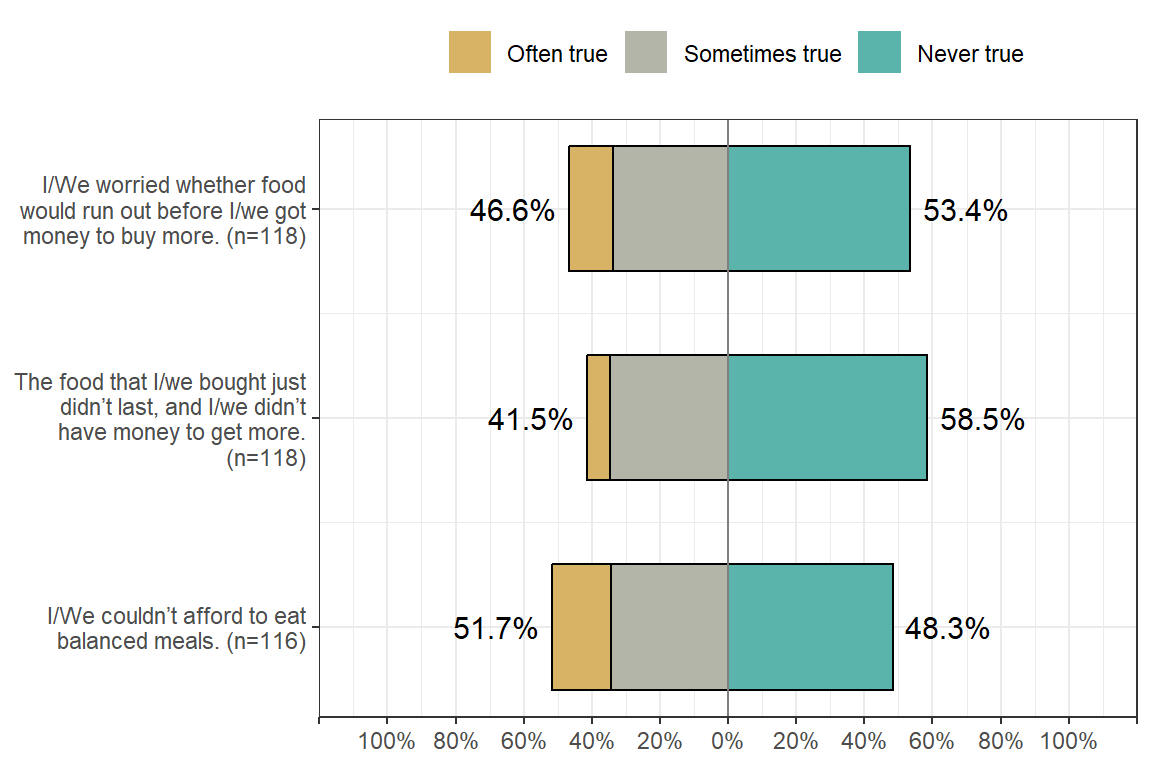 Often true Sometimes true Never true
I/We worried whether food
would run out before I/we got
money to buy more. (n=118)
46.6% 53.4%
The food that I/we bought just
didn’t last, and I/we didn’t
have money to get more.
(n=118)
41.5% 58.5%
I/We couldn’t afford to eat
balanced meals. (n=116)
51.7% 48.3%
100% 80% 60% 40% 20% 0% 20% 40% 60% 80% 100%